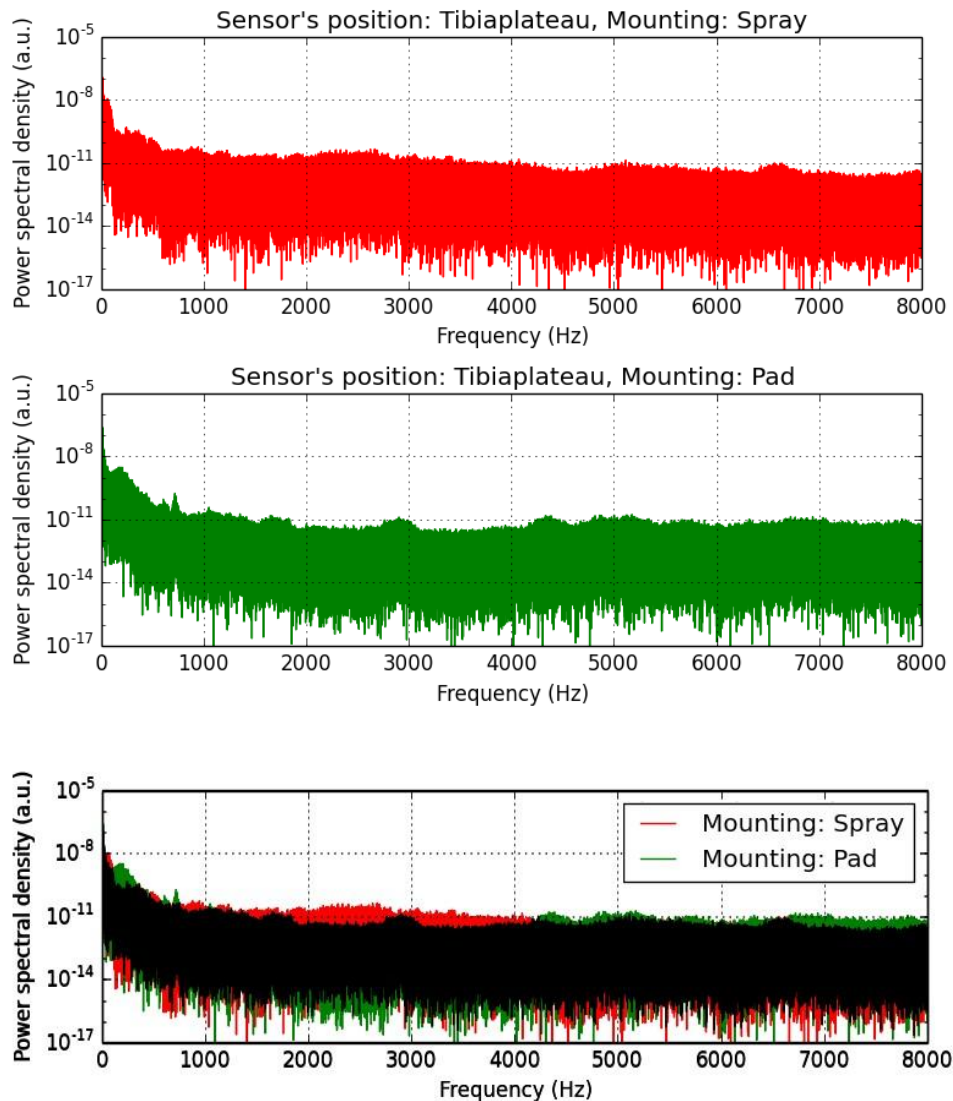 Sensor's position: Tibiaplateau, Mounting: Spray
Power spectral density (a.u.)
10^-5
10^-8
10^-11
10^-14
10^-17
0 1000 2000 3000 4000 5000 6000 7000 8000
Frequency (Hz)
Sensor's position: Tibiaplateau, Mounting: Pad
Power spectral density (a.u.)
10^-5
10^-8
10^-11
10^-14
10^-17
0 1000 2000 3000 4000 5000 6000 7000 8000
Frequency (Hz)
Power spectral density (a.u.)
10^-5
10^-8
10^-11
10^-14
10^-17
Mounting: Spray
Mounting: Pad
0 1000 2000 3000 4000 5000 6000 7000 8000
Frequency (Hz)